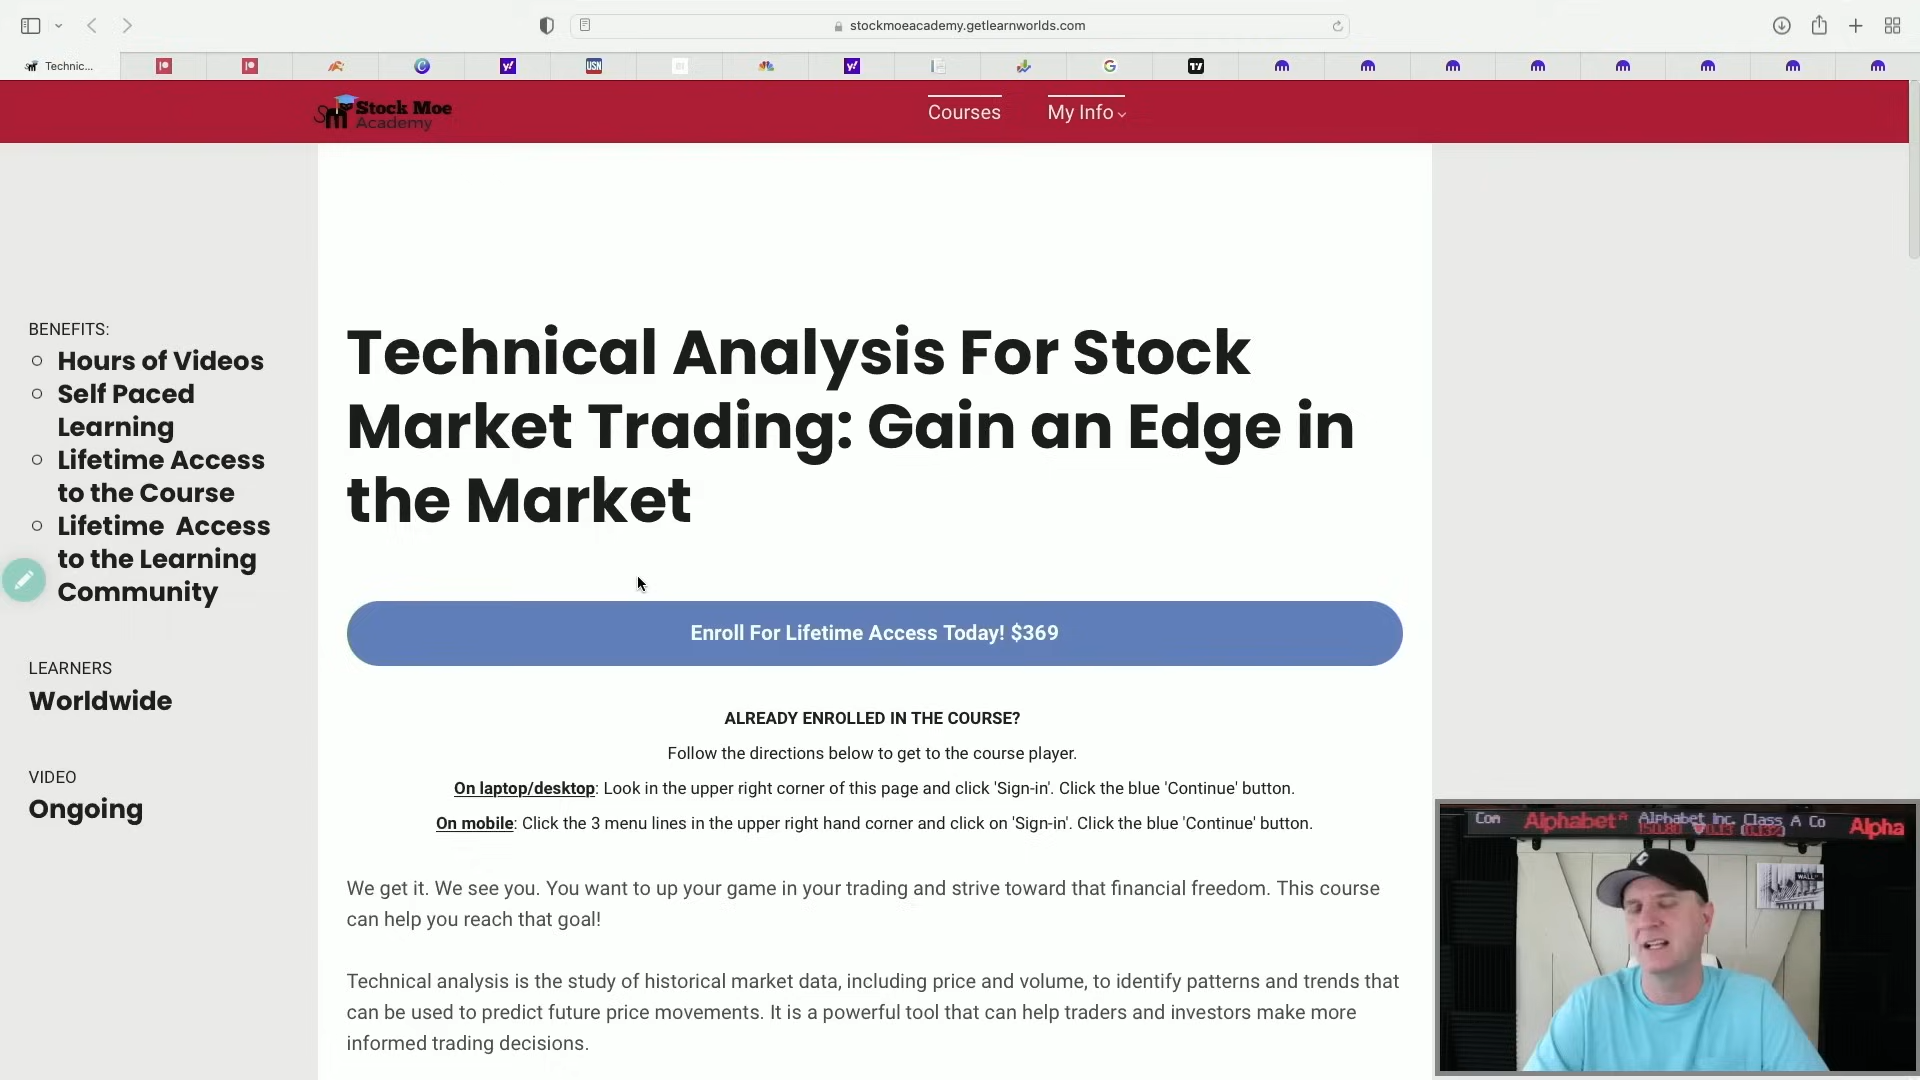 stockmoeacademy.getlearnworlds.com
Technic...
Stock Moe
Academy
Courses
My Info
BENEFITS:
Hours of Videos
Self Paced
Learning
Lifetime Access
to the Course
Lifetime Access
to the Learning
Community
LEARNERS
Worldwide
VIDEO
Ongoing
Technical Analysis For Stock
Market Trading: Gain an Edge in
the Market
Enroll For Lifetime Access Today! $369
ALREADY ENROLLED IN THE COURSE?
Follow the directions below to get to the course player.
On laptop/desktop: Look in the upper right corner of this page and click 'Sign-in'. Click the blue 'Continue' button.
On mobile: Click the 3 menu lines in the upper right hand corner and click on 'Sign-in'. Click the blue 'Continue' button.
We get it. We see you. You want to up your game in your trading and strive toward that financial freedom. This course
can help you reach that goal!
Technical analysis is the study of historical market data, including price and volume, to identify patterns and trends that
can be used to predict future price movements. It is a powerful tool that can help traders and investors make more
informed trading decisions.
Con Alphabet Alphabet Inc. Class A Co Alpha
150.80 0.13 (0.13%)
WALL